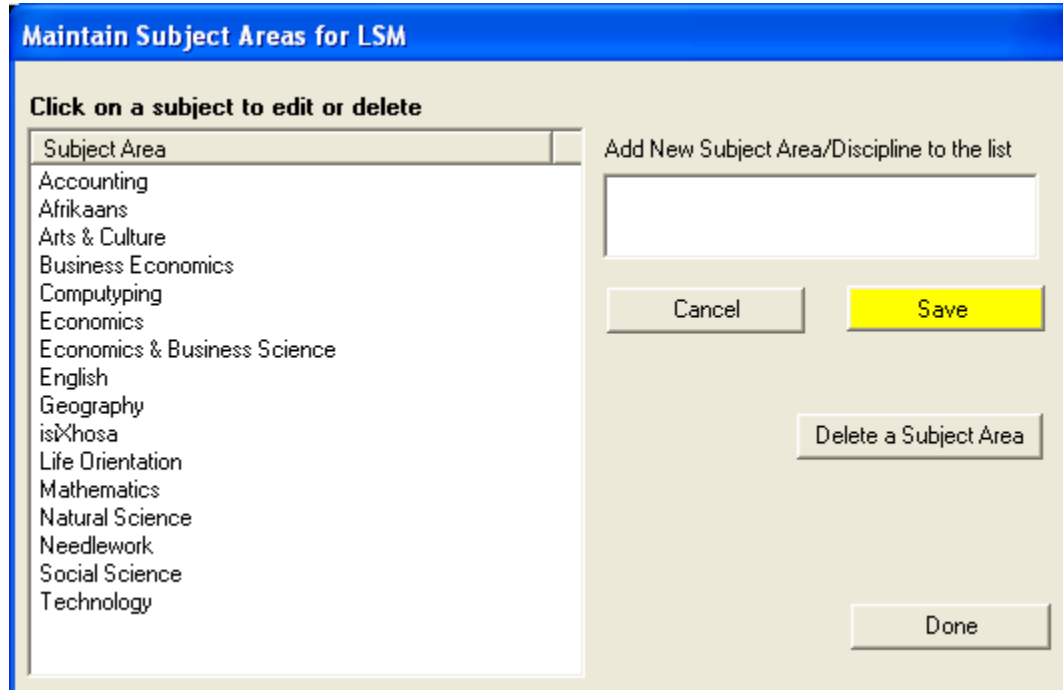 Maintain Subject Areas for LSM
Click on a subject to edit or delete
Subject Area
Accounting
Afrikaans
Arts & Culture
Business Economics
Computyping
Economics
Economics & Business Science
English
Geography
isiXhosa
Life Orientation
Mathematics
Natural Science
Needlework
Social Science
Technology
Add New Subject Area/Discipline to the list
Cancel
Save
Delete a Subject Area
Done